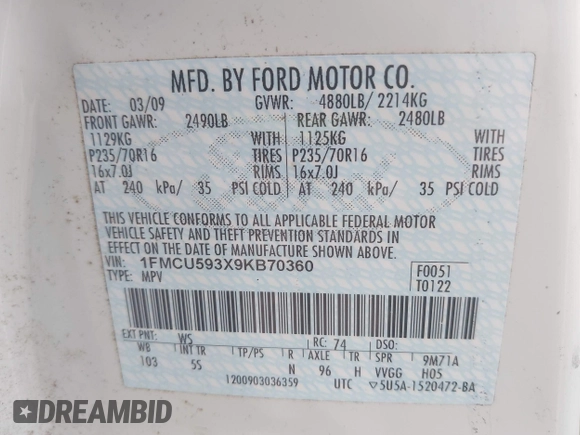 MFD. BY FORD MOTOR CO.
DATE: 03/09 GVWR: 4880LB/ 2214KG
FRONT GAWR: 2490LB REAR GAWR: 2480LB
1129KG WITH 1125KG WITH
P235/70R16 TIRES P235/70R16 TIRES
16x7.0J RIMS 16x7.0J RIMS
AT 240 kPa/ 35 PSI COLD AT 240 kPa/ 35 PSI COLD
THIS VEHICLE CONFORMS TO ALL APPLICABLE FEDERAL MOTOR
VEHICLE SAFETY AND THEFT PREVENTION STANDARDS IN
EFFECT ON THE DATE OF MANUFACTURE SHOWN ABOVE.
VIN: 1FMCU593X9KB70360
TYPE: MPV
F0051
T0122
EXT PNT: WS RC: 74 DSO:
WB INT TR TP/PS R AXLE TR SPR 9M71A
103 5S N 96 H VVGG H05
1200903036359 UTC ▽5U5A-1520472-BA
DREAMBID